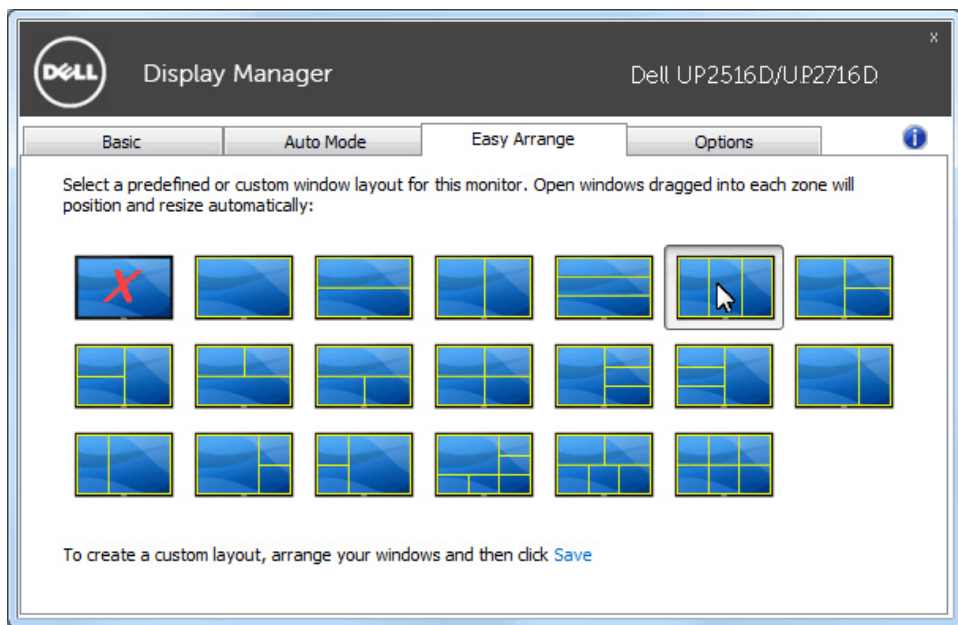 x
DELL
Display Manager
Dell UP2516D/UP2716D
Basic
Auto Mode
Easy Arrange
Options
i
Select a predefined or custom window layout for this monitor. Open windows dragged into each zone will
position and resize automatically:
X
To create a custom layout, arrange your windows and then click Save